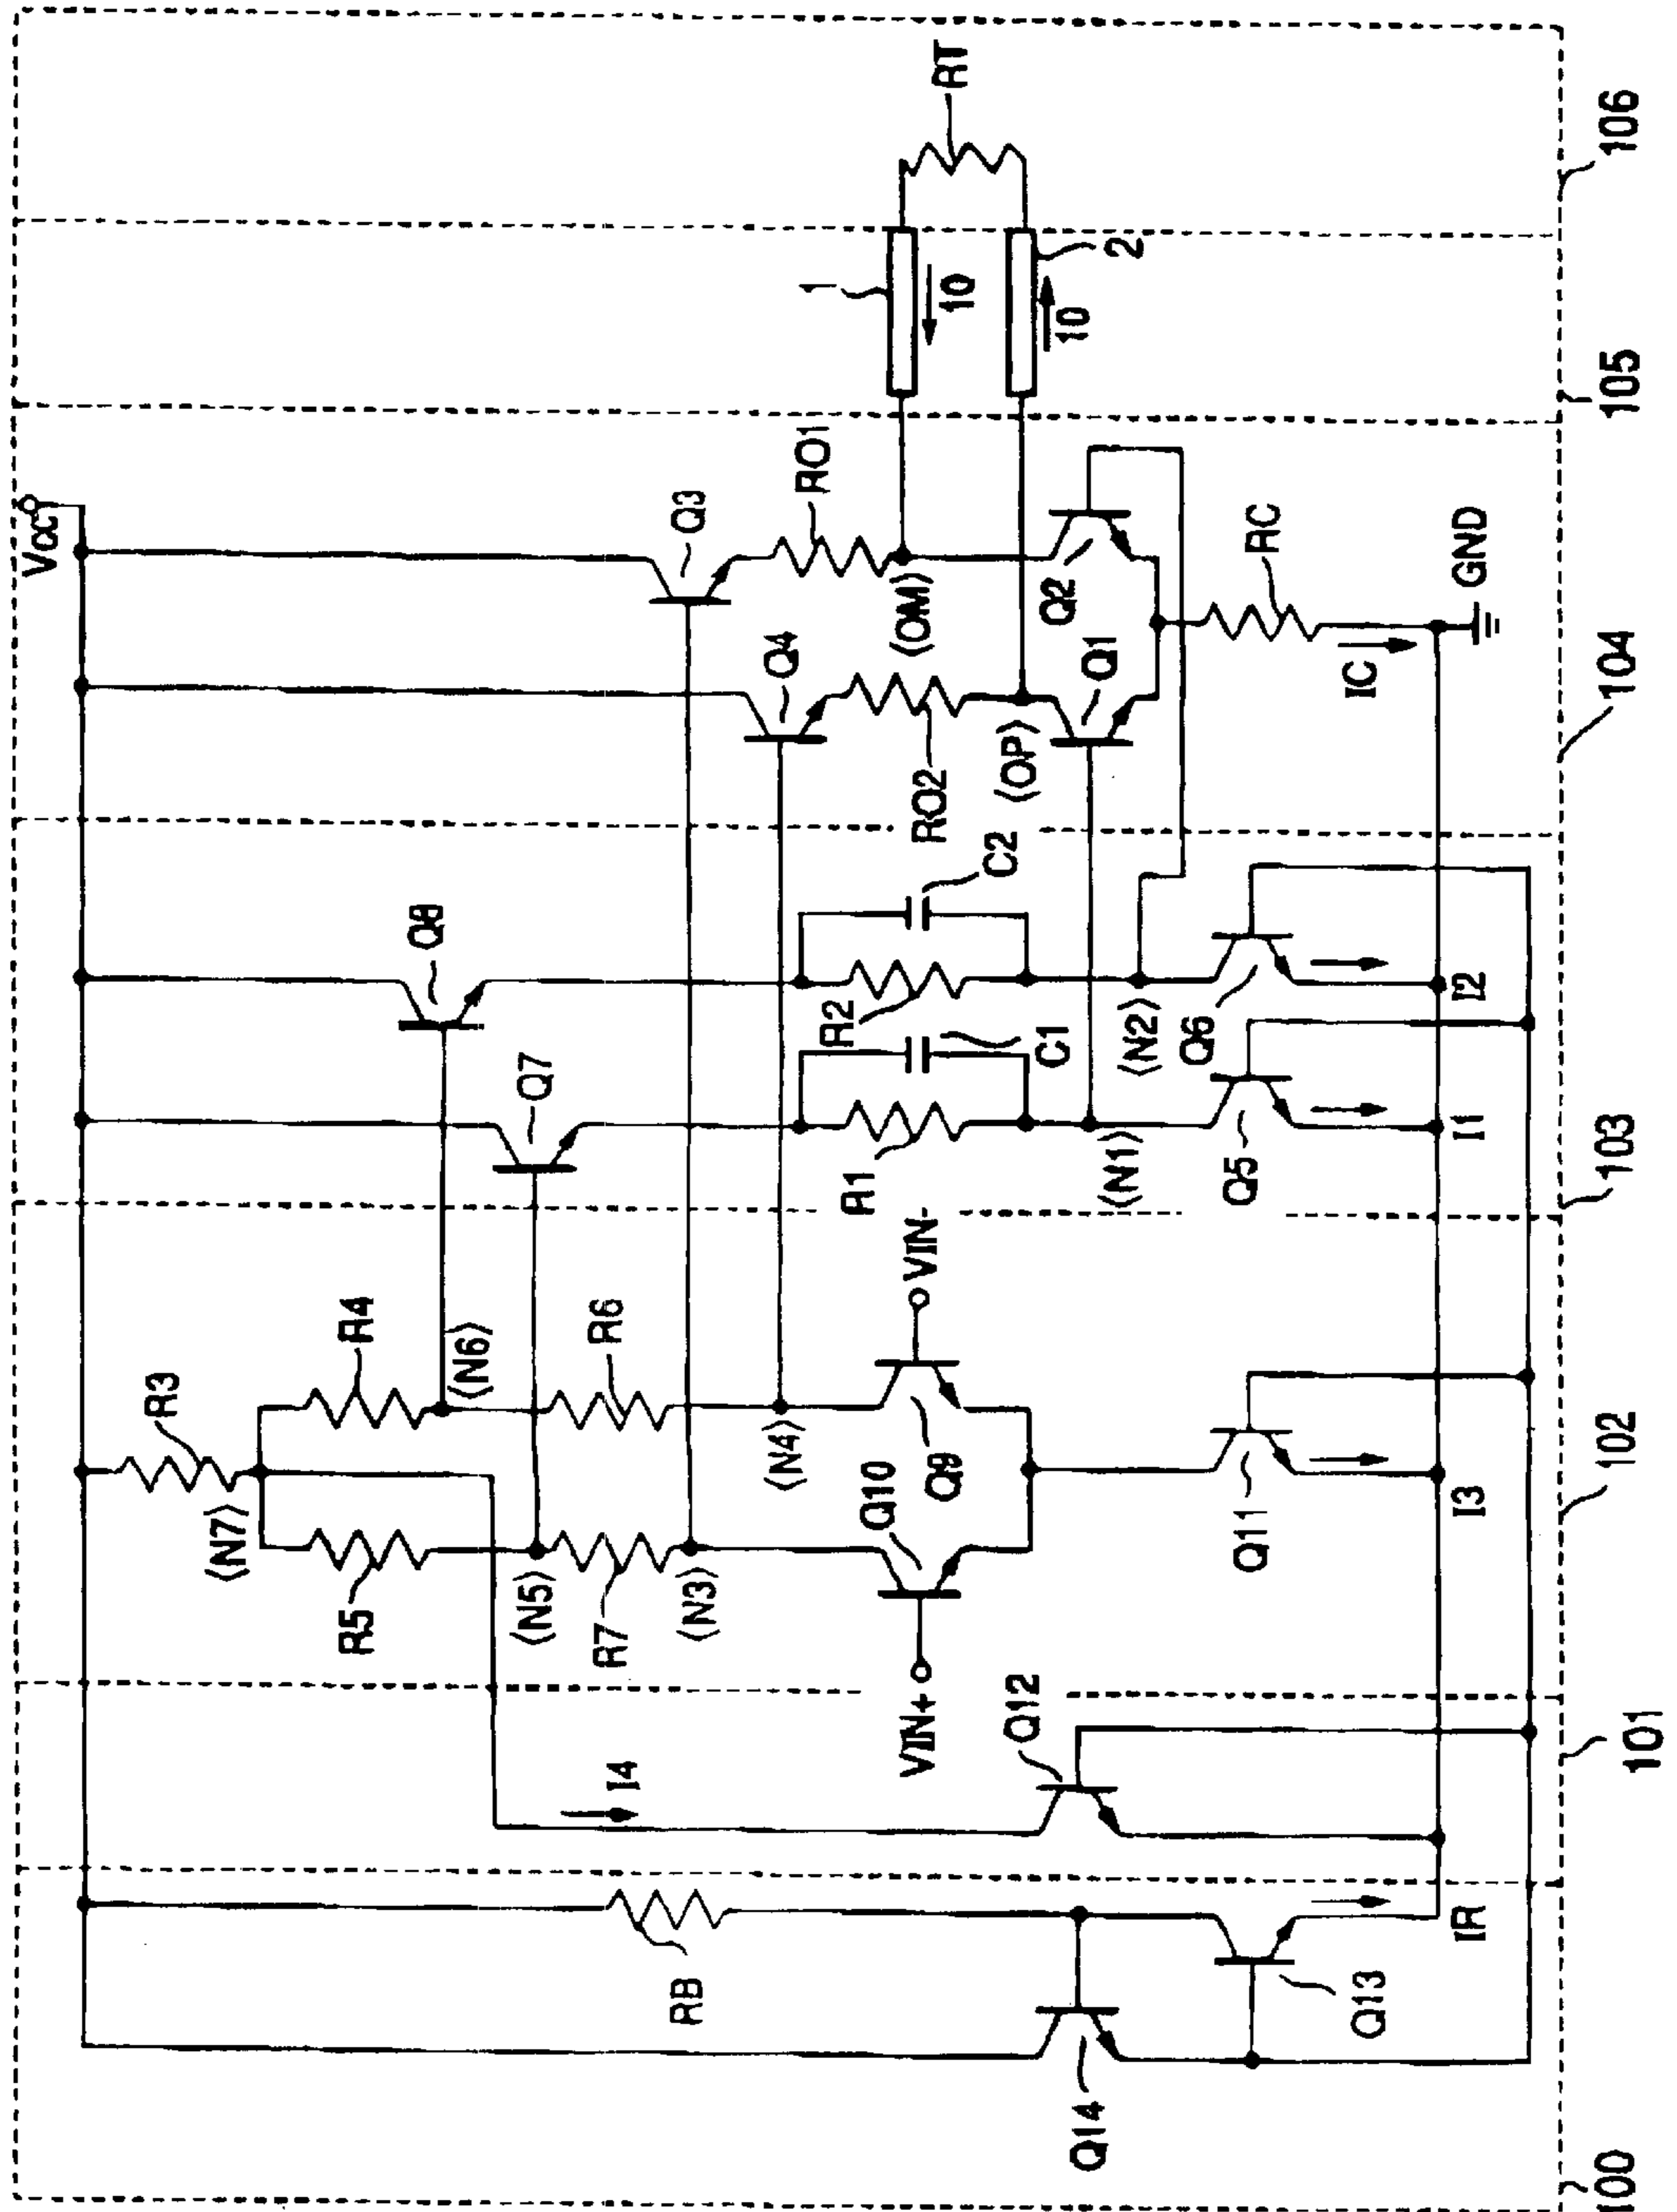 VCC
RB
Q14
Q13
IR
100
I4
Q12
101
R3
⟨N7⟩
R5
R4
⟨N5⟩
⟨N6⟩
R7
R6
⟨N3⟩
⟨N4⟩
VIN+
Q10
Q9
VIN-
Q11
I3
102
Q7
Q8
R1
C1
R2
C2
⟨N1⟩
⟨N2⟩
Q5
Q6
I1
I2
103
Q4
Q3
RO2
RO1
⟨OP⟩
⟨OM⟩
Q1
Q2
RC
IC
GND
104
1
10
10
2
105
RT
106